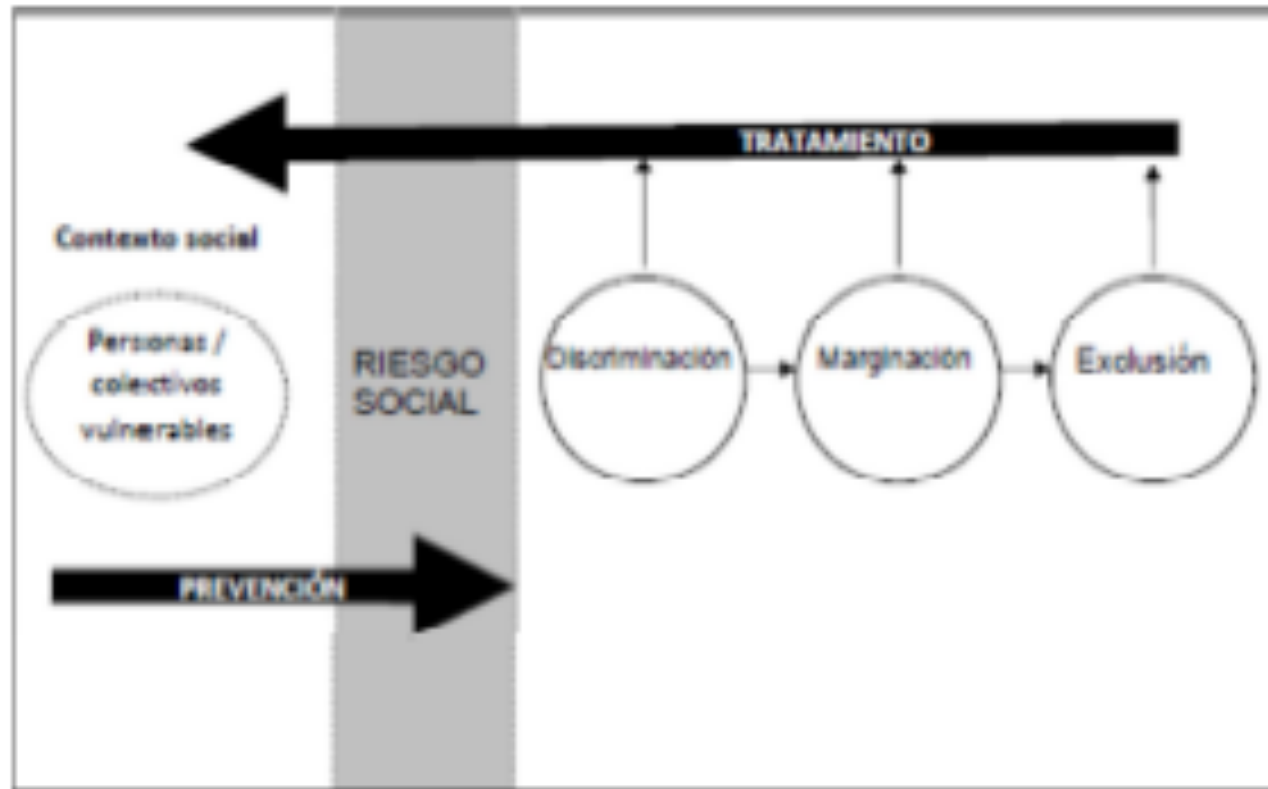 TRATAMIENTO
Contexto social
Personas /
colectivos
vulnerables
RIESGO
SOCIAL
Discriminación
Marginación
Exclusión
PREVENCIÓN